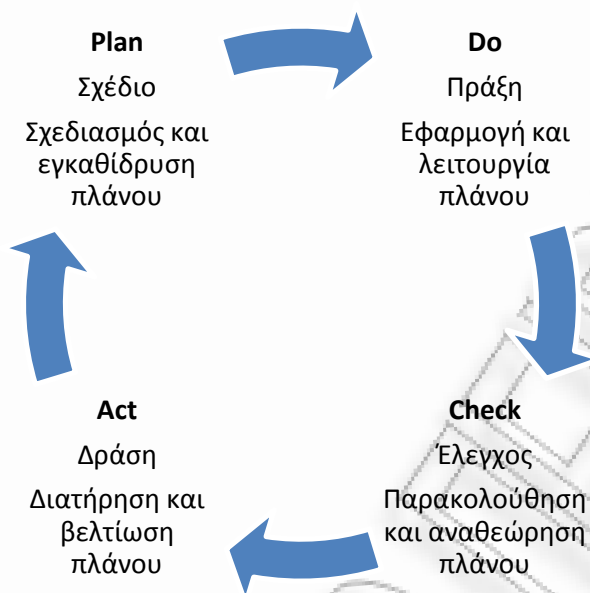 Plan
Σχέδιο
Σχεδιασμός και
εγκαθίδρυση
πλάνου
Do
Πράξη
Εφαρμογή και
λειτουργία
πλάνου
Check
Έλεγχος
Παρακολούθηση
και αναθεώρηση
πλάνου
Act
Δράση
Διατήρηση και
βελτίωση
πλάνου